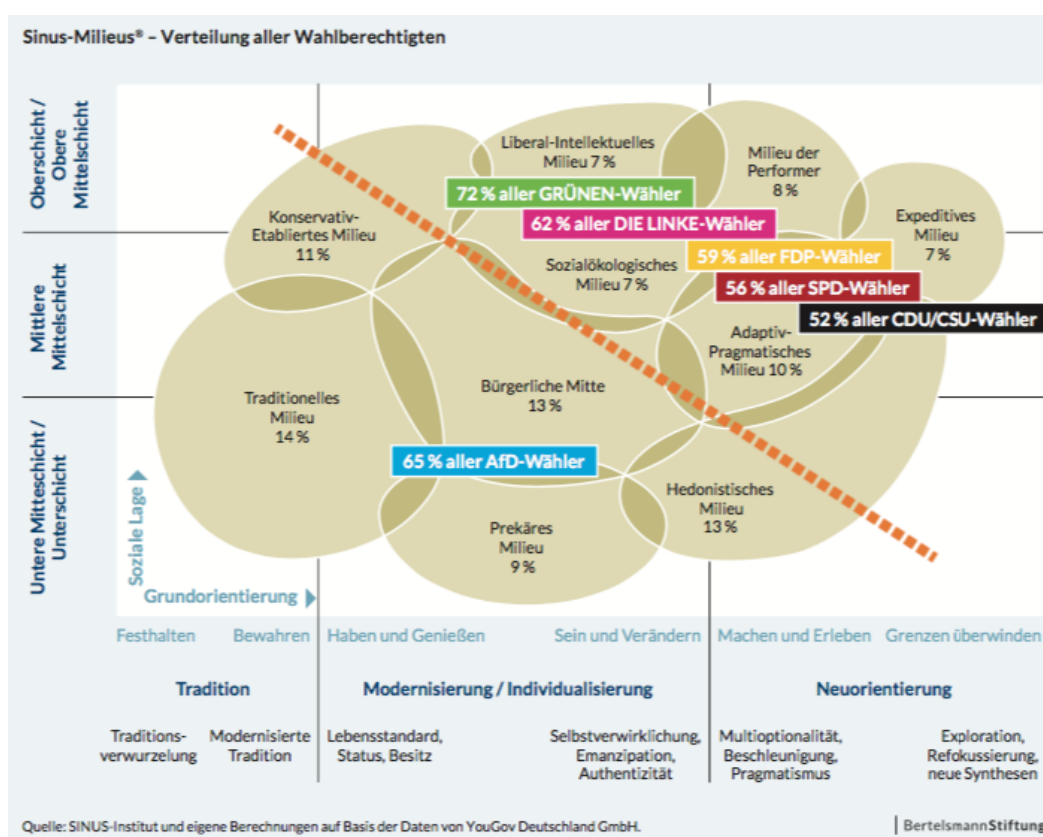 Sinus-Milieus® – Verteilung aller Wahlberechtigten
Oberschicht /
Obere
Mittelschicht
Mittlere
Mittelschicht
Untere Mitteschicht /
Unterschicht
Soziale Lage
Grundorientierung
Liberal-Intellektuelles
Milieu 7 %
Milieu der
Performer
8 %
72 % aller GRÜNEN-Wähler
62 % aller DIE LINKE-Wähler
Konservativ-
Etabliertes Milieu
11 %
Expeditives
Milieu
7 %
59 % aller FDP-Wähler
Sozialökologisches
Milieu 7 %
56 % aller SPD-Wähler
52 % aller CDU/CSU-Wähler
Adaptiv-
Pragmatisches
Milieu 10 %
Traditionelles
Milieu
14 %
Bürgerliche Mitte
13 %
65 % aller AfD-Wähler
Hedonistisches
Milieu
13 %
Prekäres
Milieu
9 %
Festhalten
Bewahren
Haben und Genießen
Sein und Verändern
Machen und Erleben
Grenzen überwinden
Tradition
Modernisierung / Individualisierung
Neuorientierung
Traditions-
verwurzelung
Modernisierte
Tradition
Lebensstandard,
Status, Besitz
Selbstverwirklichung,
Emanzipation,
Authentizität
Multioptionalität,
Beschleunigung,
Pragmatismus
Exploration,
Refokussierung,
neue Synthesen
Quelle: SINUS-Institut und eigene Berechnungen auf Basis der Daten von YouGov Deutschland GmbH.
BertelsmannStiftung